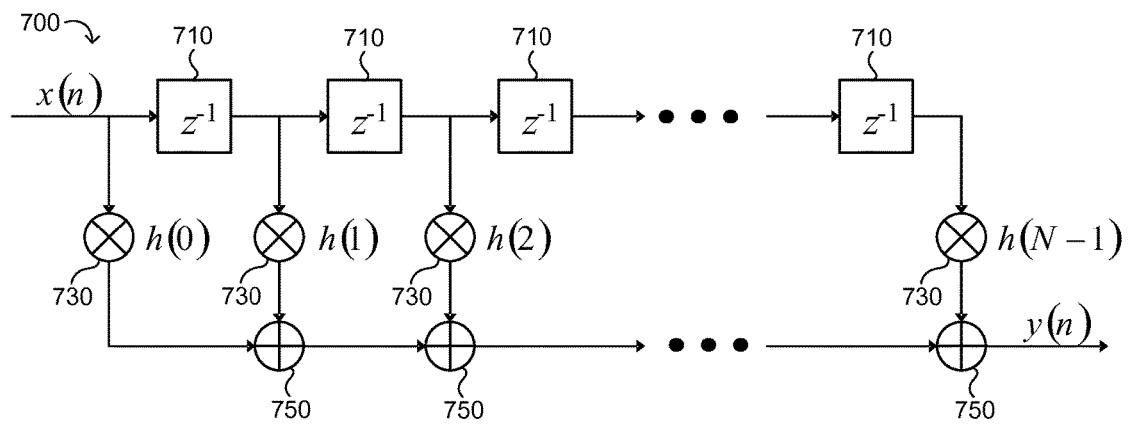 700
710 710 710 710
x(n)
z⁻¹ z⁻¹ z⁻¹ z⁻¹
h(0) h(1) h(2) h(N−1)
730 730 730 730
y(n)
750 750 750